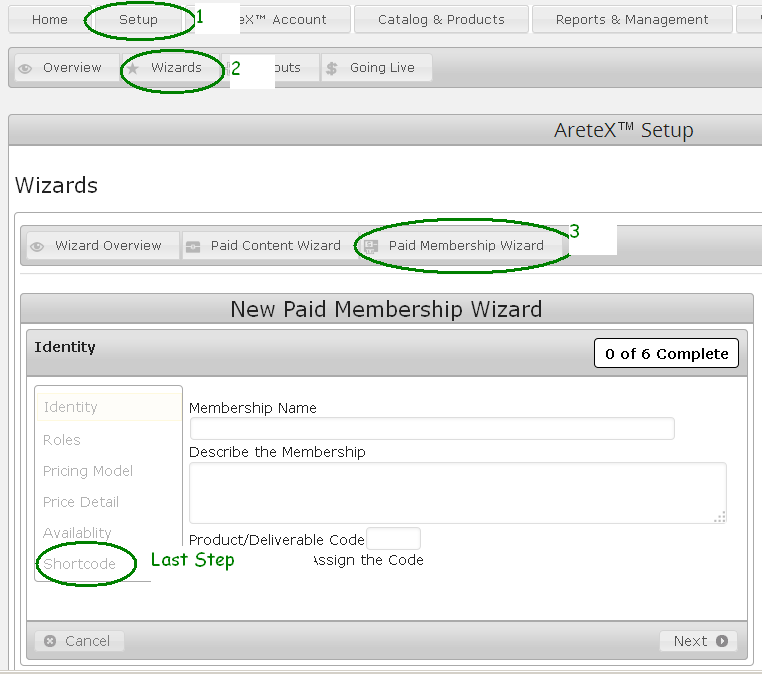 Home Setup 1 eX™ Account Catalog & Products Reports & Management
Overview Wizards 2 outs Going Live
AreteX™ Setup
Wizards
Wizard Overview Paid Content Wizard Paid Membership Wizard 3
New Paid Membership Wizard
Identity 0 of 6 Complete
Identity
Membership Name
Roles
Describe the Membership
Pricing Model
Price Detail
Availablity
Product/Deliverable Code
Shortcode Last Step Assign the Code
Cancel Next